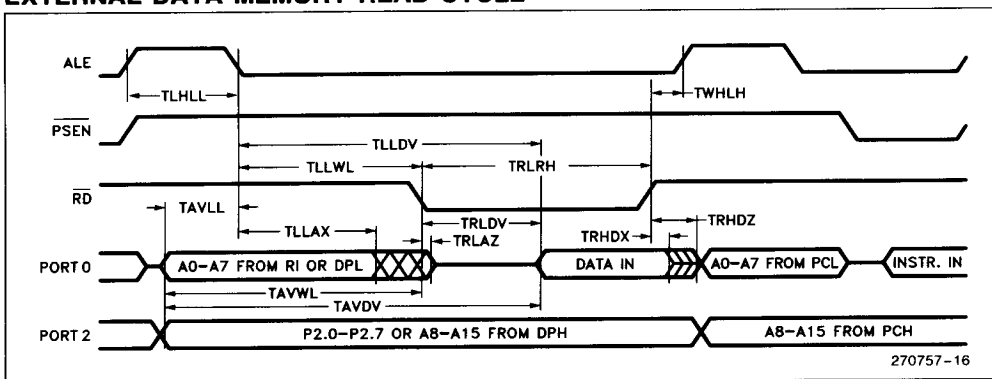 EXTERNAL DATA MEMORY READ CYCLE
ALE
TLHLL
TWHLH
PSEN
TLLDV
TLLWL
TRLRH
RD
TAVLL
TRLDV
TRHDZ
TLLAX
TRLAZ
TRHDX
PORT 0
A0-A7 FROM RI OR DPL
DATA IN
A0-A7 FROM PCL
INSTR. IN
TAVWL
TAVDV
PORT 2
P2.0-P2.7 OR A8-A15 FROM DPH
A8-A15 FROM PCH
270757-16